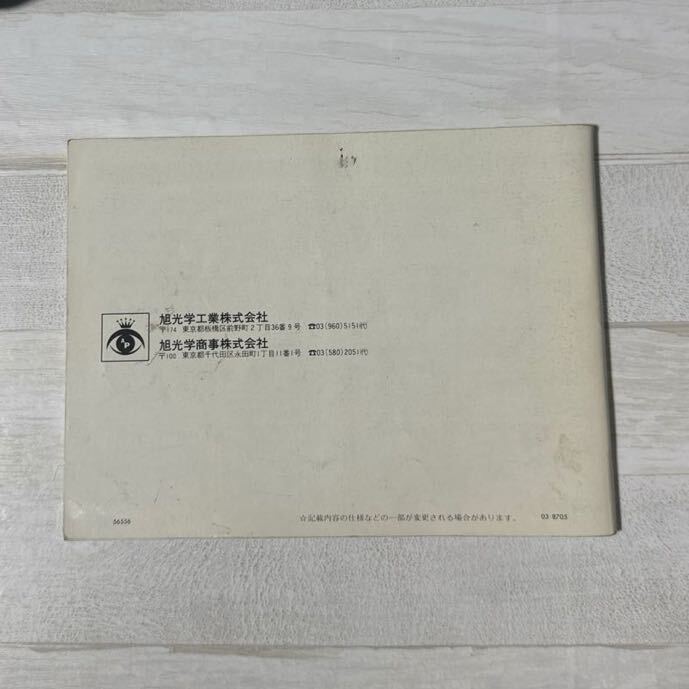 旭光学工業株式会社
〒174 東京都板橋区前野町2丁目36番9号 ☎03(960)5151代
旭光学商事株式会社
〒100 東京都千代田区永田町1丁目11番1号 ☎03(580)2051代
AP
56556
☆記載内容の仕様などの一部が変更される場合があります。
03 8705